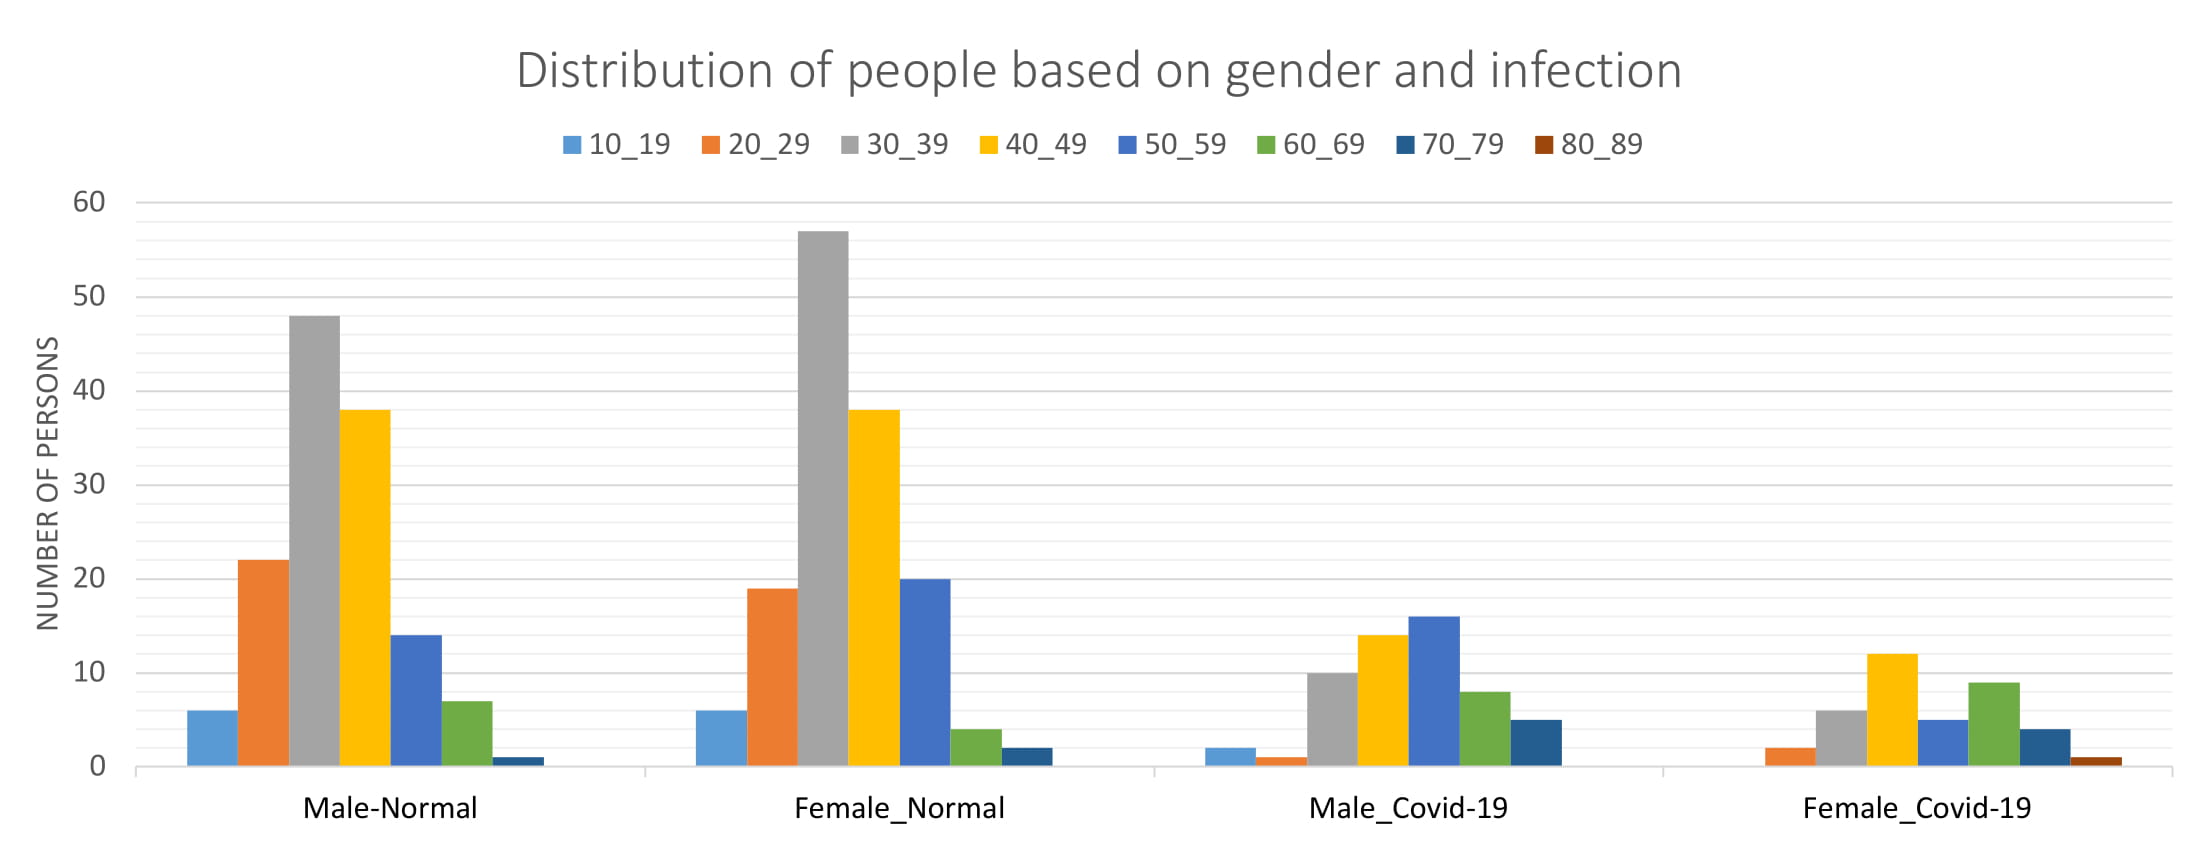 Distribution of people based on gender and infection
10_19 20_29 30_39 40_49 50_59 60_69 70_79 80_89
NUMBER OF PERSONS
60
50
40
30
20
10
0
Male-Normal Female_Normal Male_Covid-19 Female_Covid-19